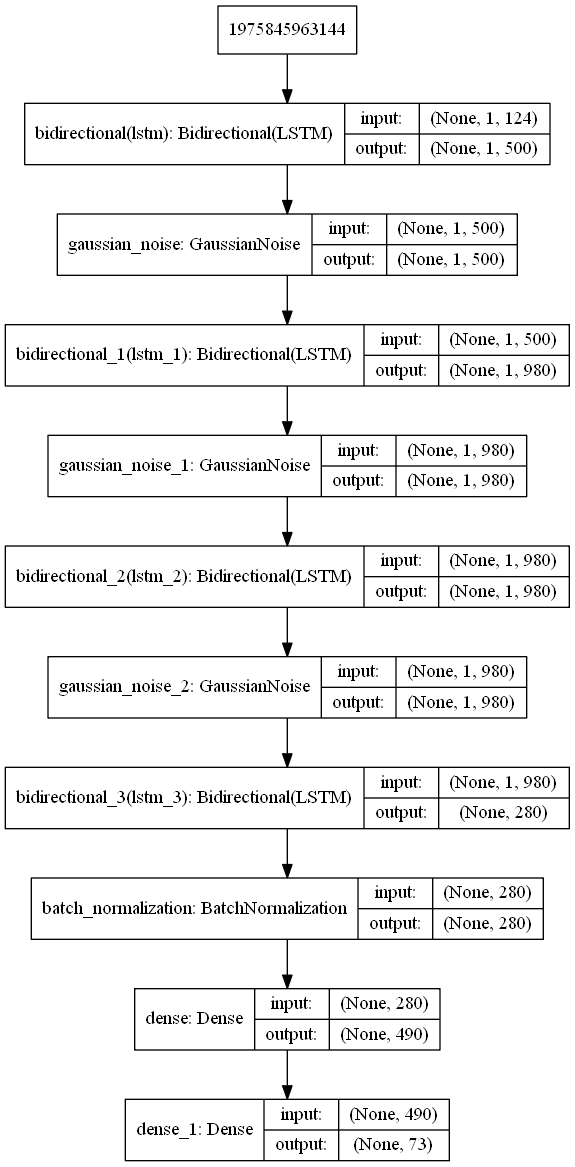 1975845963144
bidirectional(lstm): Bidirectional(LSTM)
input: (None, 1, 124)
output: (None, 1, 500)
gaussian_noise: GaussianNoise
input: (None, 1, 500)
output: (None, 1, 500)
bidirectional_1(lstm_1): Bidirectional(LSTM)
input: (None, 1, 500)
output: (None, 1, 980)
gaussian_noise_1: GaussianNoise
input: (None, 1, 980)
output: (None, 1, 980)
bidirectional_2(lstm_2): Bidirectional(LSTM)
input: (None, 1, 980)
output: (None, 1, 980)
gaussian_noise_2: GaussianNoise
input: (None, 1, 980)
output: (None, 1, 980)
bidirectional_3(lstm_3): Bidirectional(LSTM)
input: (None, 1, 980)
output: (None, 280)
batch_normalization: BatchNormalization
input: (None, 280)
output: (None, 280)
dense: Dense
input: (None, 280)
output: (None, 490)
dense_1: Dense
input: (None, 490)
output: (None, 73)